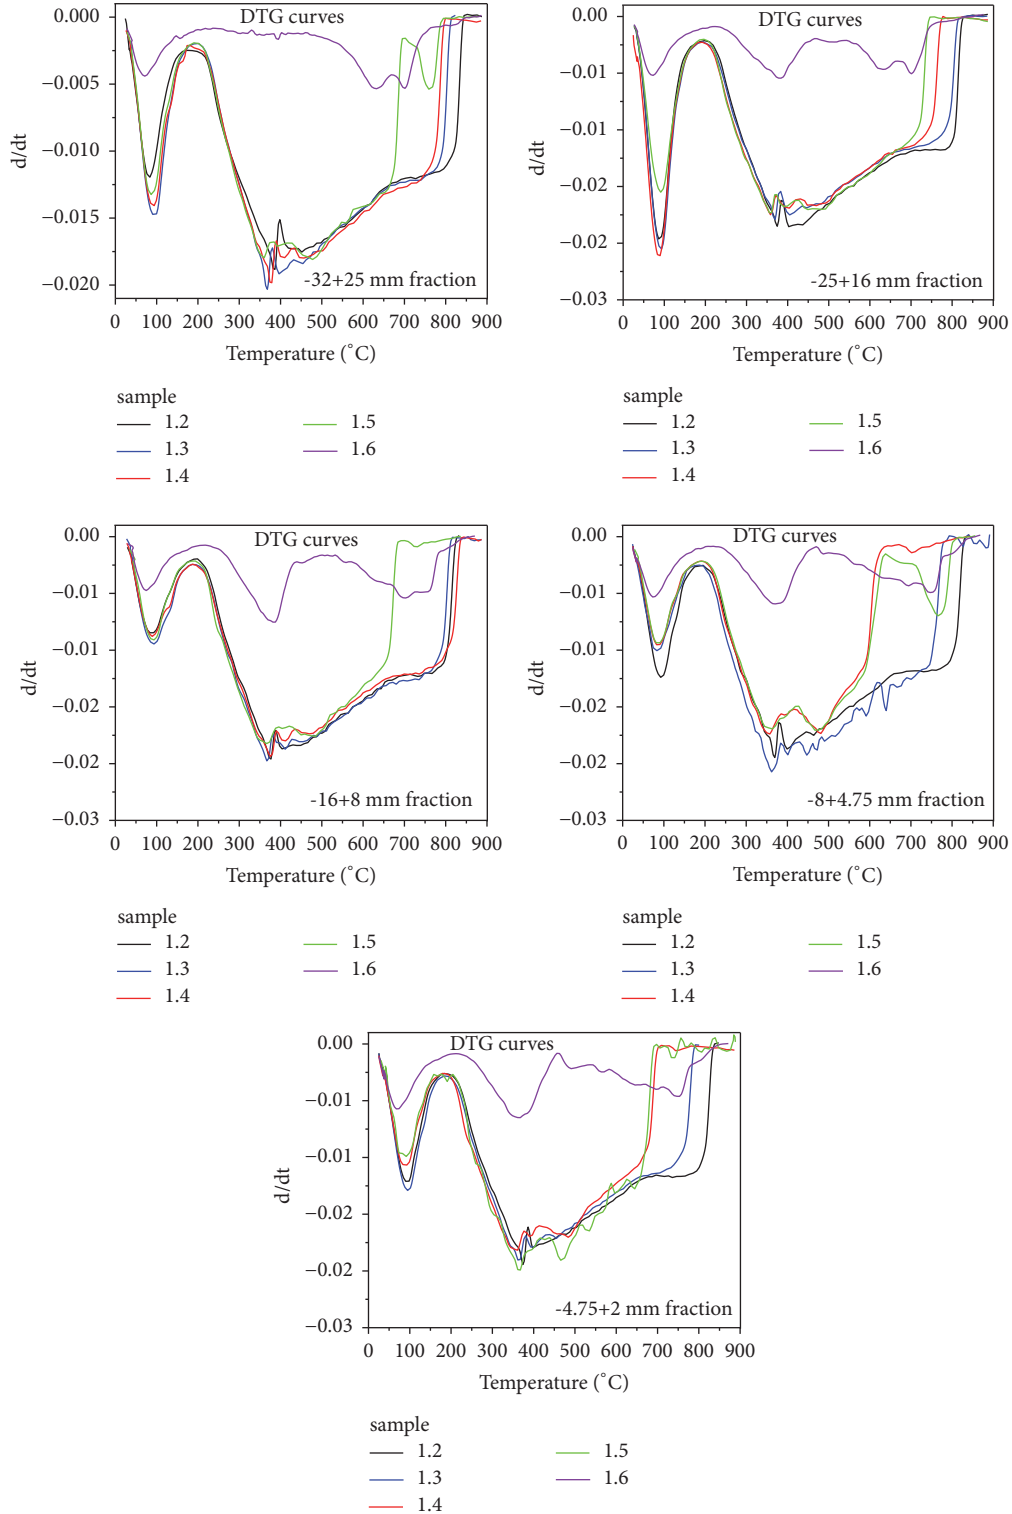 DTG curves
0.000
−0.005
−0.010
−0.015
−0.020
d/dt
-32+25 mm fraction
0 100 200 300 400 500 600 700 800 900
Temperature (°C)
sample
1.2 1.5
1.3 1.6
1.4
DTG curves
0.00
−0.01
−0.01
−0.02
−0.02
−0.03
d/dt
-25+16 mm fraction
0 100 200 300 400 500 600 700 800 900
Temperature (°C)
sample
1.2 1.5
1.3 1.6
1.4
DTG curves
0.00
−0.01
−0.01
−0.02
−0.02
−0.03
d/dt
-16+8 mm fraction
0 100 200 300 400 500 600 700 800 900
Temperature (°C)
sample
1.2 1.5
1.3 1.6
1.4
DTG curves
0.00
−0.01
−0.01
−0.02
−0.02
−0.03
d/dt
-8+4.75 mm fraction
0 100 200 300 400 500 600 700 800 900
Temperature (°C)
sample
1.2 1.5
1.3 1.6
1.4
DTG curves
0.00
−0.01
−0.01
−0.02
−0.02
−0.03
d/dt
-4.75+2 mm fraction
0 100 200 300 400 500 600 700 800 900
Temperature (°C)
sample
1.2 1.5
1.3 1.6
1.4